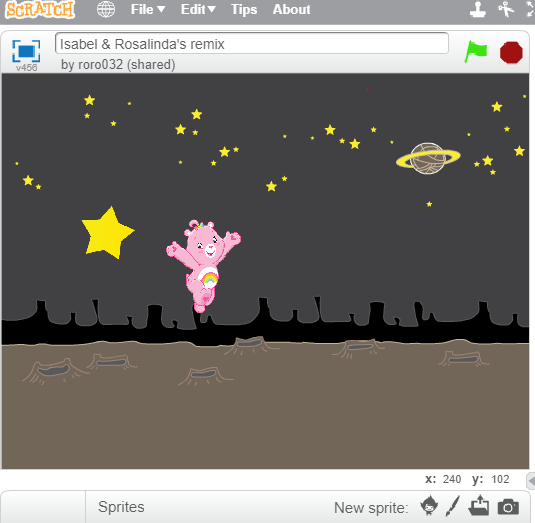 SCRATCH File Edit Tips About
Isabel & Rosalinda's remix
by roro032 (shared)
v456
x: 240 y: 102
Sprites New sprite: